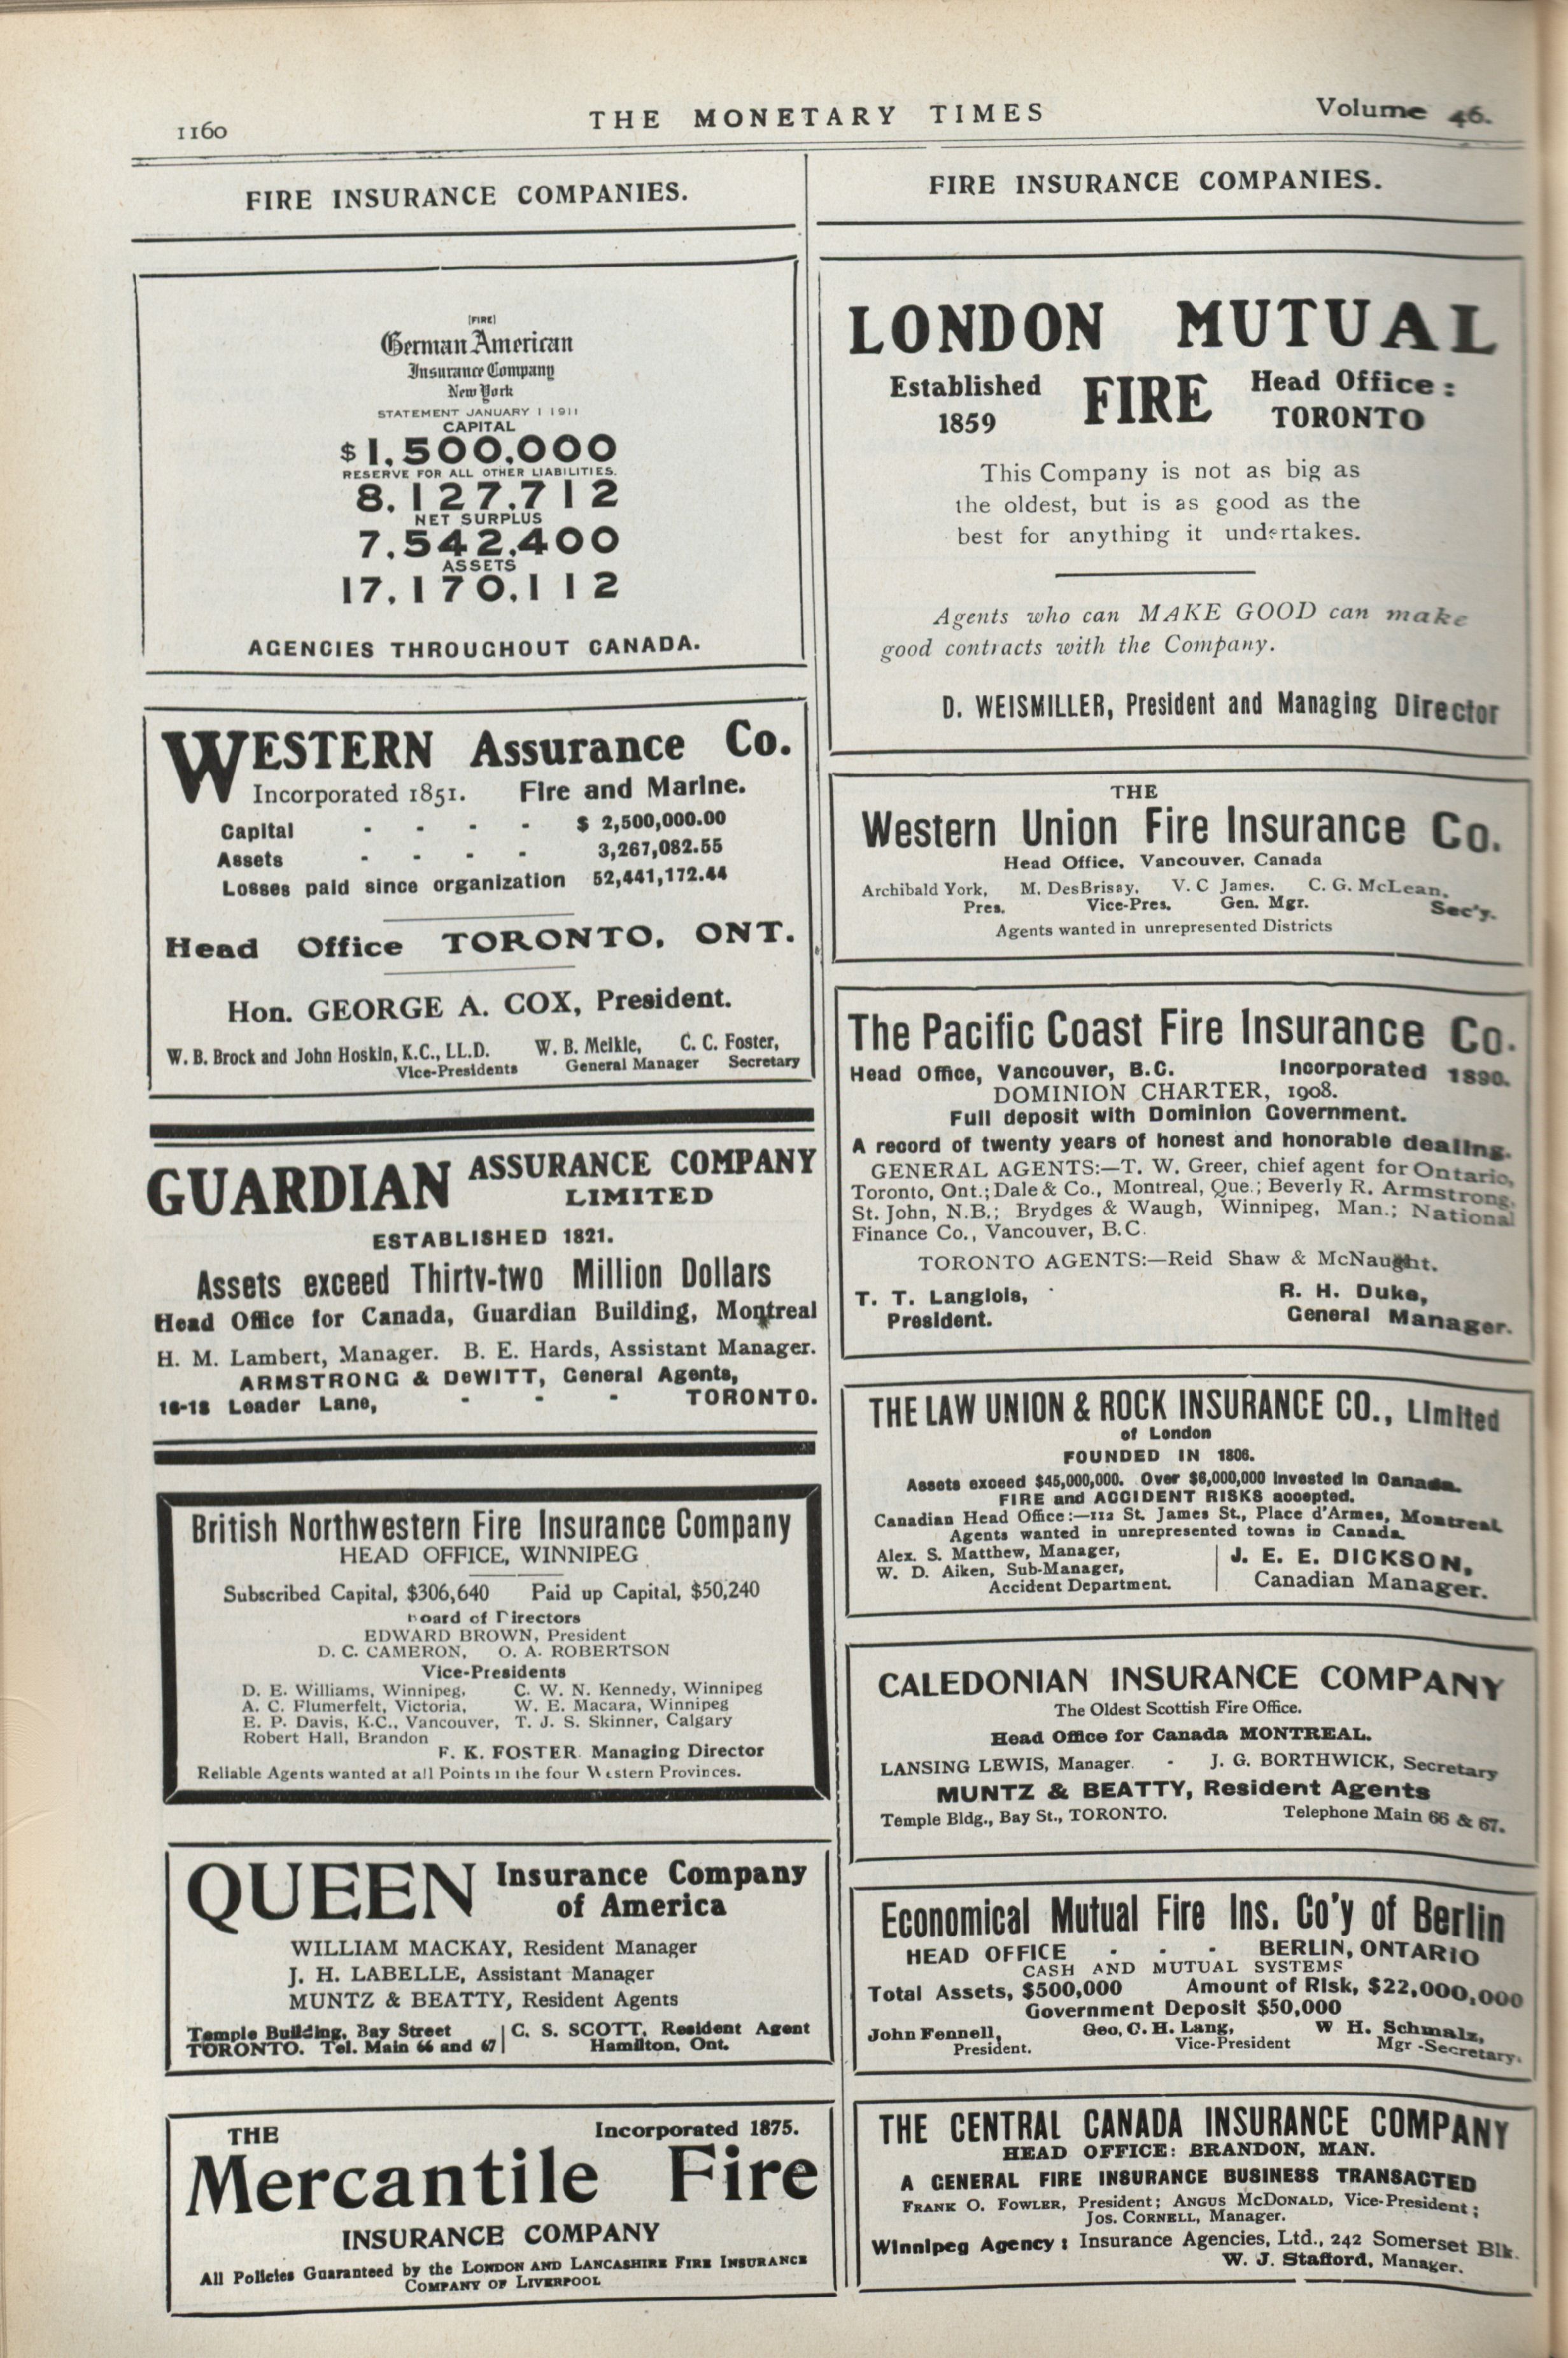 1160
THE MONETARY TIMES
Volume 46.
FIRE INSURANCE COMPANIES.
[FIRE]
German American
Insurance Company
New York
STATEMENT JANUARY 1 1911
CAPITAL
$1,500,000
RESERVE FOR ALL OTHER LIABILITIES.
8,127,712
NET SURPLUS
7,542,400
ASSETS
17,170,112
AGENCIES THROUGHOUT CANADA.
WESTERN Assurance Co.
Incorporated 1851. Fire and Marine.
Capital - - - - $ 2,500,000.00
Assets - - - - 3,267,082.55
Losses paid since organization 52,441,172.44
Head Office TORONTO, ONT.
Hon. GEORGE A. COX, President.
W. B. Brock and John Hoskin, K.C., LL.D. W. B. Meikle, C. C. Foster,
Vice-Presidents General Manager Secretary
GUARDIAN ASSURANCE COMPANY
LIMITED
ESTABLISHED 1821.
Assets exceed Thirty-two Million Dollars
Head Office for Canada, Guardian Building, Montreal
H. M. Lambert, Manager. B. E. Hards, Assistant Manager.
ARMSTRONG & DeWITT, General Agents,
16-18 Leader Lane, - - - TORONTO.
British Northwestern Fire Insurance Company
HEAD OFFICE, WINNIPEG
Subscribed Capital, $306,640 Paid up Capital, $50,240
Board of Directors
EDWARD BROWN, President
D. C. CAMERON, O. A. ROBERTSON
Vice-Presidents
D. E. Williams, Winnipeg, C. W. N. Kennedy, Winnipeg
A. C. Flumerfelt, Victoria, W. E. Macara, Winnipeg
E. P. Davis, K.C., Vancouver, T. J. S. Skinner, Calgary
Robert Hall, Brandon
F. K. FOSTER Managing Director
Reliable Agents wanted at all Points in the four Western Provinces.
QUEEN Insurance Company
of America
WILLIAM MACKAY, Resident Manager
J. H. LABELLE, Assistant Manager
MUNTZ & BEATTY, Resident Agents
Temple Building, Bay Street C. S. SCOTT, Resident Agent
TORONTO. Tel. Main 66 and 67 Hamilton, Ont.
THE Incorporated 1875.
Mercantile Fire
INSURANCE COMPANY
All Policies Guaranteed by the LONDON AND LANCASHIRE FIRE INSURANCE
COMPANY OF LIVERPOOL
FIRE INSURANCE COMPANIES.
LONDON MUTUAL
Established FIRE Head Office:
1859 TORONTO
This Company is not as big as
the oldest, but is as good as the
best for anything it undertakes.
Agents who can MAKE GOOD can make
good contracts with the Company.
D. WEISMILLER, President and Managing Director
THE
Western Union Fire Insurance Co.
Head Office, Vancouver, Canada
Archibald York, M. DesBrisay, V. C James, C. G. McLean,
Pres. Vice-Pres. Gen. Mgr. Sec'y.
Agents wanted in unrepresented Districts
The Pacific Coast Fire Insurance Co.
Head Office, Vancouver, B.C. Incorporated 1890.
DOMINION CHARTER, 1908.
Full deposit with Dominion Government.
A record of twenty years of honest and honorable dealing.
GENERAL AGENTS:—T. W. Greer, chief agent for Ontario,
Toronto, Ont.; Dale & Co., Montreal, Que.; Beverly R. Armstrong,
St. John, N.B.; Brydges & Waugh, Winnipeg, Man.; National
Finance Co., Vancouver, B.C.
TORONTO AGENTS:—Reid Shaw & McNaught.
T. T. Langlois, R. H. Duke,
President. General Manager.
THE LAW UNION & ROCK INSURANCE CO., Limited
of London
FOUNDED IN 1806.
Assets exceed $45,000,000. Over $6,000,000 Invested in Canada.
FIRE and ACCIDENT RISKS accepted.
Canadian Head Office:—112 St. James St., Place d'Armes, Montreal
Agents wanted in unrepresented towns in Canada.
Alex. S. Matthew, Manager, J. E. E. DICKSON,
W. D. Aiken, Sub-Manager, Canadian Manager.
Accident Department.
CALEDONIAN INSURANCE COMPANY
The Oldest Scottish Fire Office.
Head Office for Canada MONTREAL.
LANSING LEWIS, Manager. - J. G. BORTHWICK, Secretary
MUNTZ & BEATTY, Resident Agents
Temple Bldg., Bay St., TORONTO. Telephone Main 66 & 67.
Economical Mutual Fire Ins. Co'y of Berlin
HEAD OFFICE - - - BERLIN, ONTARIO
CASH AND MUTUAL SYSTEMS
Total Assets, $500,000 Amount of Risk, $22,000,000
Government Deposit $50,000
John Fennell, Geo. C. H. Lang, W H. Schmalz,
President. Vice-President Mgr -Secretary.
THE CENTRAL CANADA INSURANCE COMPANY
HEAD OFFICE: BRANDON, MAN.
A GENERAL FIRE INSURANCE BUSINESS TRANSACTED
FRANK O. FOWLER, President; ANGUS McDONALD, Vice-President;
JOS. CORNELL, Manager.
Winnipeg Agency: Insurance Agencies, Ltd., 242 Somerset Blk.
W. J. Stafford, Manager.